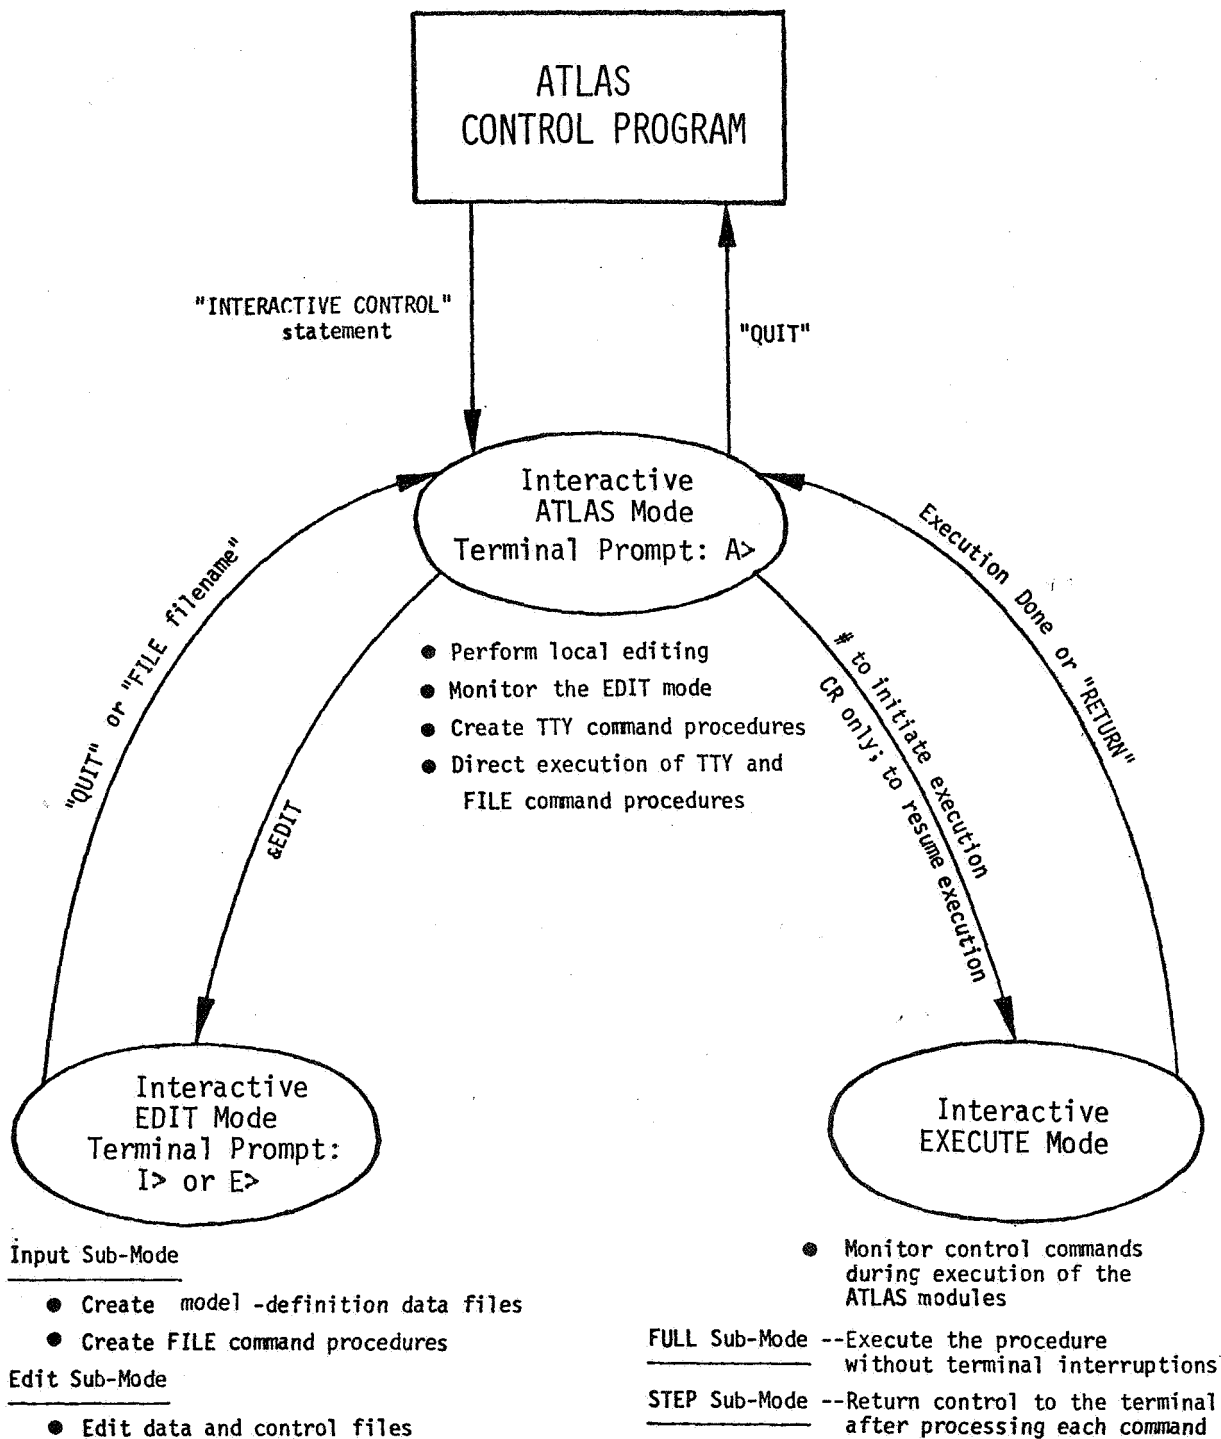 ATLAS
CONTROL PROGRAM
"INTERACTIVE CONTROL"
statement
"QUIT"
Interactive
ATLAS Mode
Terminal Prompt: A>
"QUIT" or "FILE filename"
&EDIT
# to initiate execution
CR only; to resume execution
Execution Done or "RETURN"
● Perform local editing
● Monitor the EDIT mode
● Create TTY command procedures
● Direct execution of TTY and
FILE command procedures
Interactive
EDIT Mode
Terminal Prompt:
I> or E>
Interactive
EXECUTE Mode
Input Sub-Mode
● Create model -definition data files
● Create FILE command procedures
Edit Sub-Mode
● Edit data and control files
● Monitor control commands
during execution of the
ATLAS modules
FULL Sub-Mode --Execute the procedure
without terminal interruptions
STEP Sub-Mode --Return control to the terminal
after processing each command